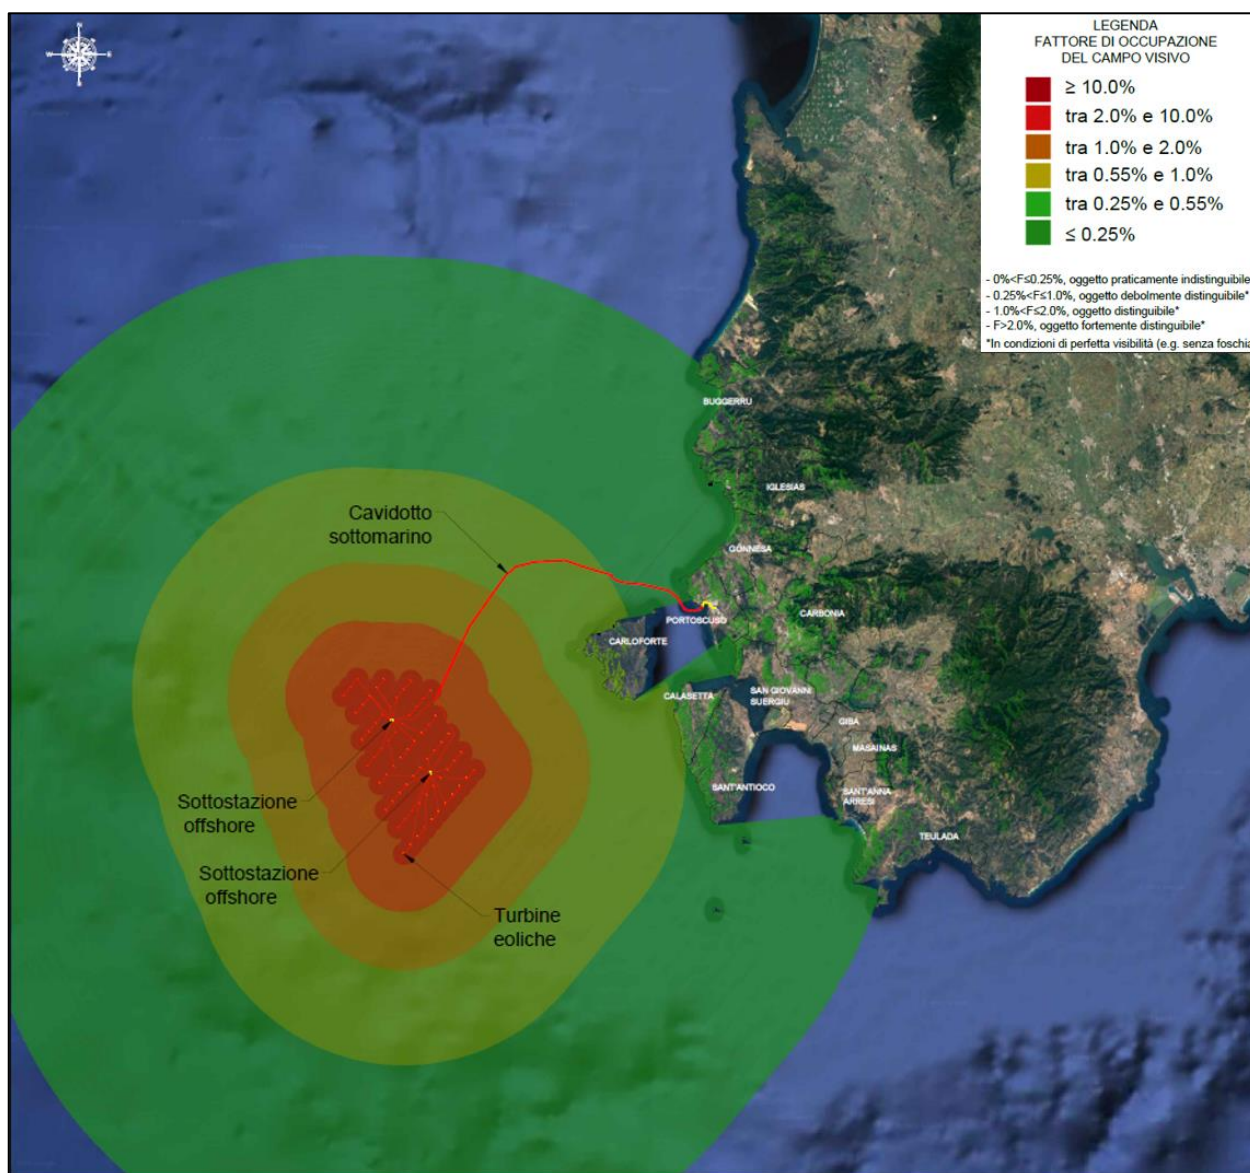 N
W
E
S
LEGENDA
FATTORE DI OCCUPAZIONE
DEL CAMPO VISIVO
≥ 10.0%
tra 2.0% e 10.0%
tra 1.0% e 2.0%
tra 0.55% e 1.0%
tra 0.25% e 0.55%
≤ 0.25%
- 0%<F≤0.25%, oggetto praticamente indistinguibile
- 0.25%<F≤1.0%, oggetto debolmente distinguibile*
- 1.0%<F≤2.0%, oggetto distinguibile*
- F>2.0%, oggetto fortemente distinguibile*
*In condizioni di perfetta visibilità (e.g. senza foschia
BUGGERRU
IGLESIAS
Cavidotto
sottomarino
GONNESA
CARBONIA
PORTOSCUSO
CARLOFORTE
CALASETTA
SAN GIOVANNI
SUERGIU
GIBA
MASAINAS
SANT'ANTIOCO
SANT'ANNA
ARRESI
TEULADA
Sottostazione
offshore
Sottostazione
offshore
Turbine
eoliche